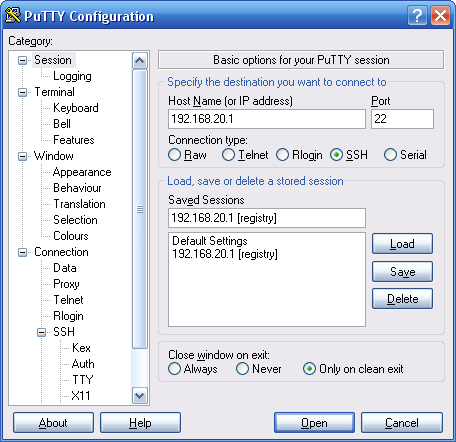 PuTTY Configuration
Category:
Session
Logging
Terminal
Keyboard
Bell
Features
Window
Appearance
Behaviour
Translation
Selection
Colours
Connection
Data
Proxy
Telnet
Rlogin
SSH
Kex
Auth
TTY
X11
Basic options for your PuTTY session
Specify the destination you want to connect to
Host Name (or IP address) Port
192.168.20.1 22
Connection type:
Raw Telnet Rlogin SSH Serial
Load, save or delete a stored session
Saved Sessions
192.168.20.1 [registry]
Default Settings
192.168.20.1 [registry]
Load
Save
Delete
Close window on exit:
Always Never Only on clean exit
About Help Open Cancel